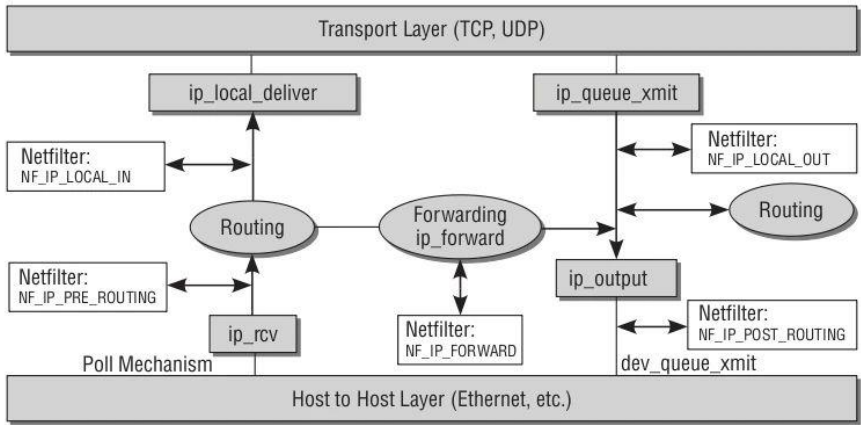 Transport Layer (TCP, UDP)
ip_local_deliver
ip_queue_xmit
Netfilter:
NF_IP_LOCAL_IN
Netfilter:
NF_IP_LOCAL_OUT
Routing
Forwarding
ip_forward
Routing
Netfilter:
NF_IP_PRE_ROUTING
ip_output
ip_rcv
Netfilter:
NF_IP_FORWARD
Netfilter:
NF_IP_POST_ROUTING
Poll Mechanism
dev_queue_xmit
Host to Host Layer (Ethernet, etc.)